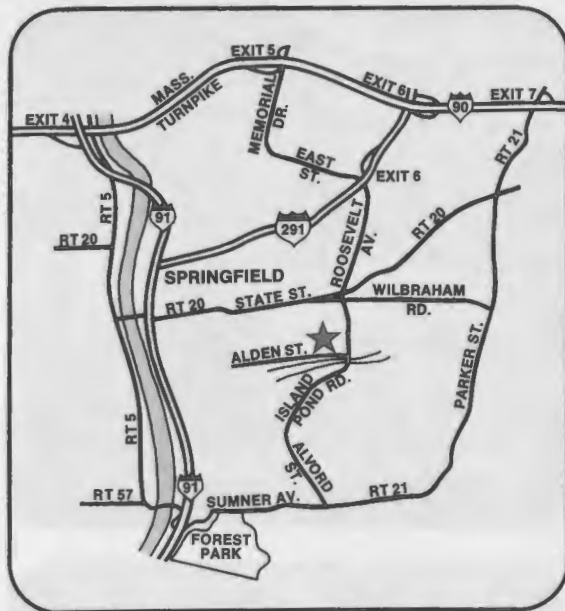 EXIT 5
MASS.
TURNPIKE
EXIT 4
MEMORIAL
DR.
EXIT 6
90
EXIT 7
EAST
ST.
EXIT 6
RT 21
RT 5
91
291
ROOSEVELT
AV.
RT 20
RT 20
SPRINGFIELD
RT 20
STATE ST.
WILBRAHAM
RD.
ALDEN ST.
ISLAND
POND RD.
PARKER ST.
RT 5
ALVORD
ST.
91
RT 57
SUMNER AV.
RT 21
FOREST
PARK